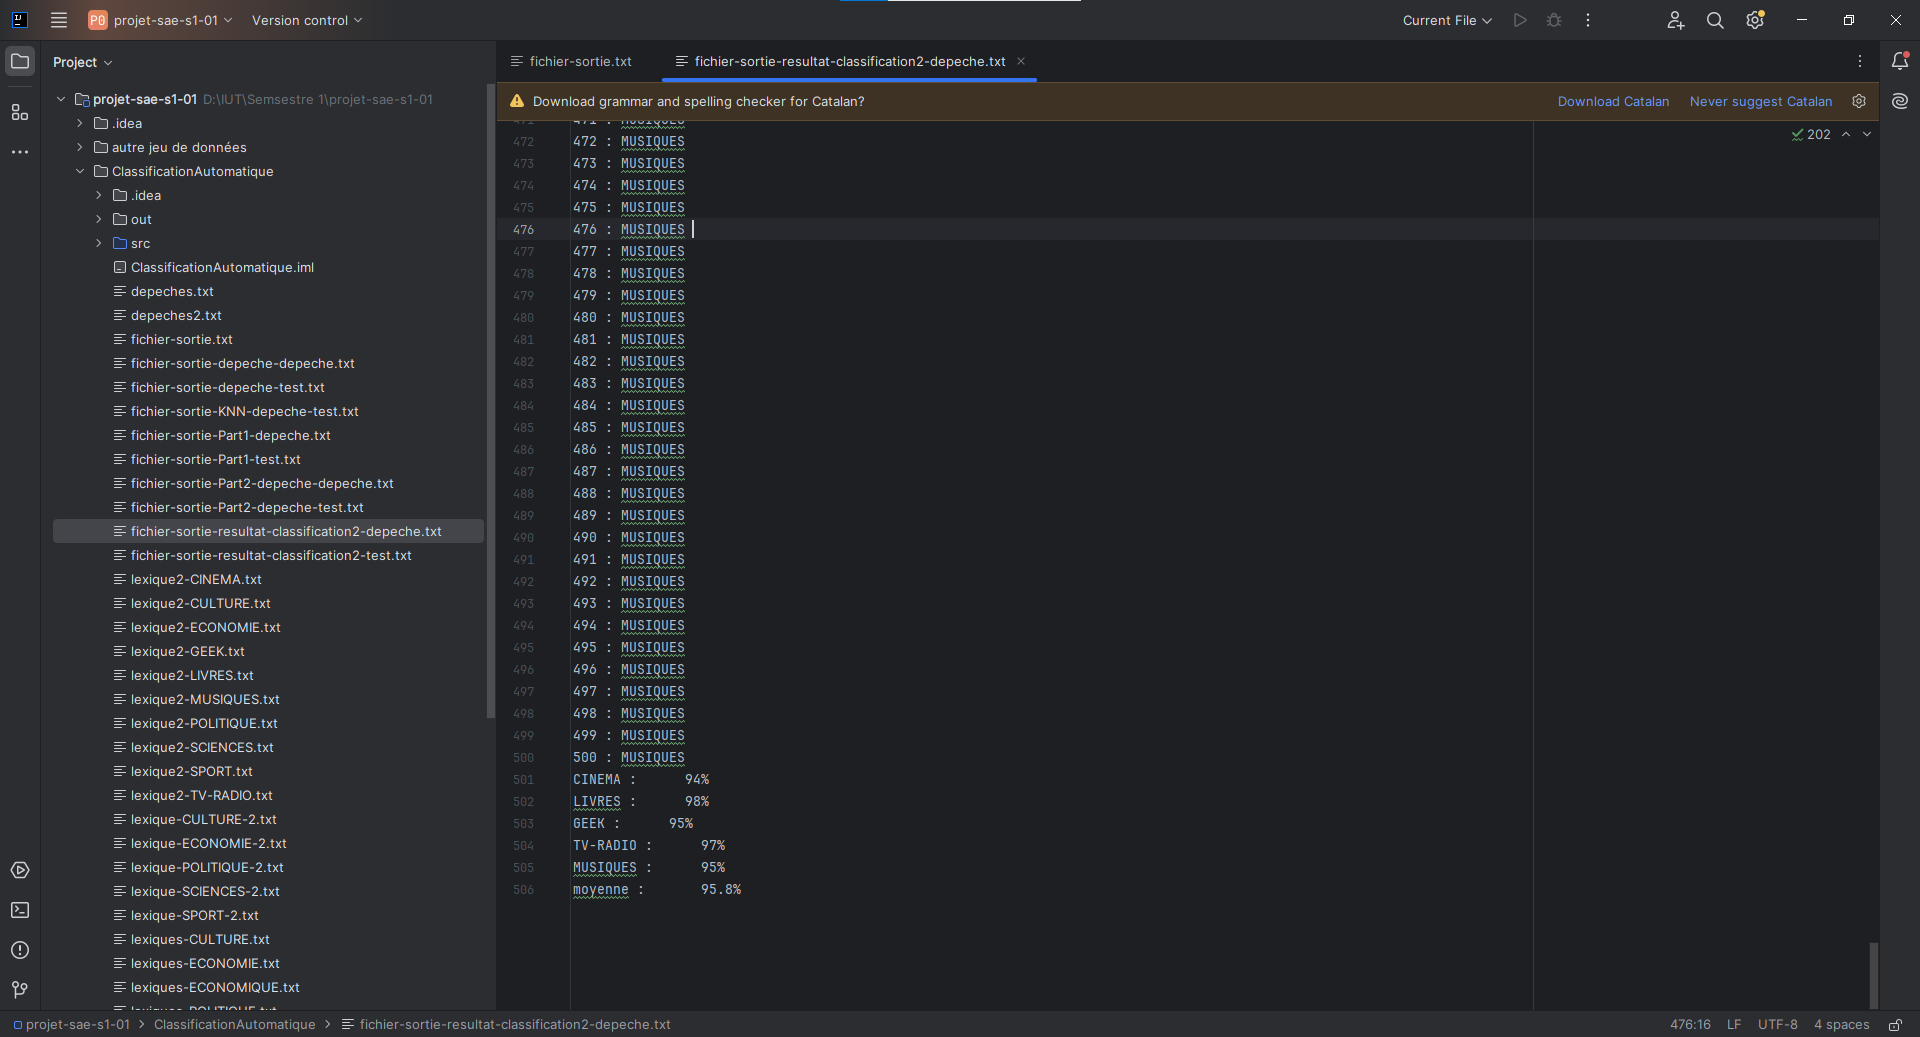 PO projet-sae-s1-01 Version control Current File
Project
projet-sae-s1-01 D:\IUT\Semsestre 1\projet-sae-s1-01
.idea
autre jeu de données
ClassificationAutomatique
.idea
out
src
ClassificationAutomatique.iml
depeches.txt
depeches2.txt
fichier-sortie.txt
fichier-sortie-depeche-depeche.txt
fichier-sortie-depeche-test.txt
fichier-sortie-KNN-depeche-test.txt
fichier-sortie-Part1-depeche.txt
fichier-sortie-Part1-test.txt
fichier-sortie-Part2-depeche-depeche.txt
fichier-sortie-Part2-depeche-test.txt
fichier-sortie-resultat-classification2-depeche.txt
fichier-sortie-resultat-classification2-test.txt
lexique2-CINEMA.txt
lexique2-CULTURE.txt
lexique2-ECONOMIE.txt
lexique2-GEEK.txt
lexique2-LIVRES.txt
lexique2-MUSIQUES.txt
lexique2-POLITIQUE.txt
lexique2-SCIENCES.txt
lexique2-SPORT.txt
lexique2-TV-RADIO.txt
lexique-CULTURE-2.txt
lexique-ECONOMIE-2.txt
lexique-POLITIQUE-2.txt
lexique-SCIENCES-2.txt
lexique-SPORT-2.txt
lexiques-CULTURE.txt
lexiques-ECONOMIE.txt
lexiques-ECONOMIQUE.txt
lexiques-POLITIQUE.txt
fichier-sortie.txt fichier-sortie-resultat-classification2-depeche.txt
Download grammar and spelling checker for Catalan? Download Catalan Never suggest Catalan
202
471 471 : MUSIQUES
472 472 : MUSIQUES
473 473 : MUSIQUES
474 474 : MUSIQUES
475 475 : MUSIQUES
476 476 : MUSIQUES
477 477 : MUSIQUES
478 478 : MUSIQUES
479 479 : MUSIQUES
480 480 : MUSIQUES
481 481 : MUSIQUES
482 482 : MUSIQUES
483 483 : MUSIQUES
484 484 : MUSIQUES
485 485 : MUSIQUES
486 486 : MUSIQUES
487 487 : MUSIQUES
488 488 : MUSIQUES
489 489 : MUSIQUES
490 490 : MUSIQUES
491 491 : MUSIQUES
492 492 : MUSIQUES
493 493 : MUSIQUES
494 494 : MUSIQUES
495 495 : MUSIQUES
496 496 : MUSIQUES
497 497 : MUSIQUES
498 498 : MUSIQUES
499 499 : MUSIQUES
500 500 : MUSIQUES
501 CINEMA : 94%
502 LIVRES : 98%
503 GEEK : 95%
504 TV-RADIO : 97%
505 MUSIQUES : 95%
506 moyenne : 95.8%
projet-sae-s1-01 > ClassificationAutomatique > fichier-sortie-resultat-classification2-depeche.txt 476:16 LF UTF-8 4 spaces